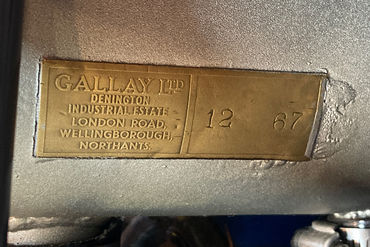 GALLAY LTD
DENINGTON
INDUSTRIAL ESTATE
LONDON ROAD,
WELLINGBOROUGH,
NORTHANTS.
12 67